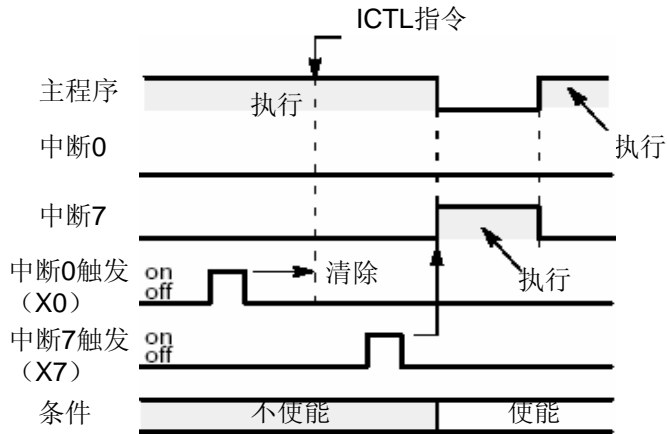 ICTL指令
主程序
执行
执行
中断0
中断7
执行
中断0触发
（X0）
on
off
清除
中断7触发
（X7）
on
off
条件
不使能
使能